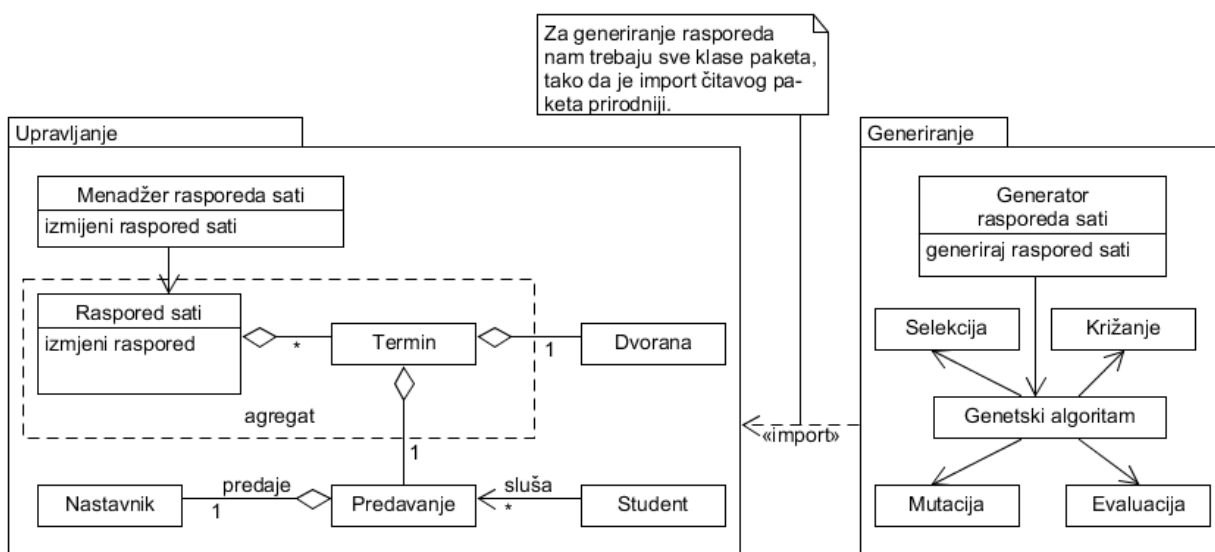 Za generiranje rasporeda
nam trebaju sve klase paketa,
tako da je import čitavog pa-
keta prirodniji.
Upravljanje
Menadžer rasporeda sati
izmijeni raspored sati
Raspored sati
izmjeni raspored
*
Termin
1
Dvorana
agregat
1
Nastavnik
predaje
1
Predavanje
sluša
*
Student
«import»
Generiranje
Generator
rasporeda sati
generiraj raspored sati
Selekcija
Križanje
Genetski algoritam
Mutacija
Evaluacija